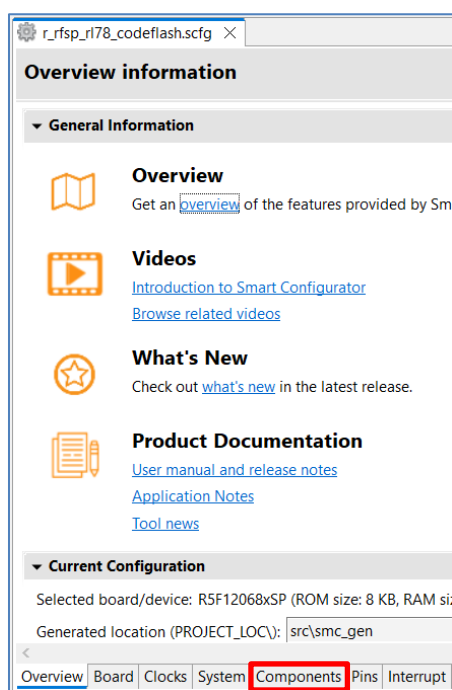 r_rfsp_rl78_codeflash.scfg
Overview information
General Information
Overview
Get an overview of the features provided by Sm
Videos
Introduction to Smart Configurator
Browse related videos
What's New
Check out what's new in the latest release.
Product Documentation
User manual and release notes
Application Notes
Tool news
Current Configuration
Selected board/device: R5F12068xSP (ROM size: 8 KB, RAM siz
Generated location (PROJECT_LOC\): src\smc_gen
Overview Board Clocks System Components Pins Interrupt